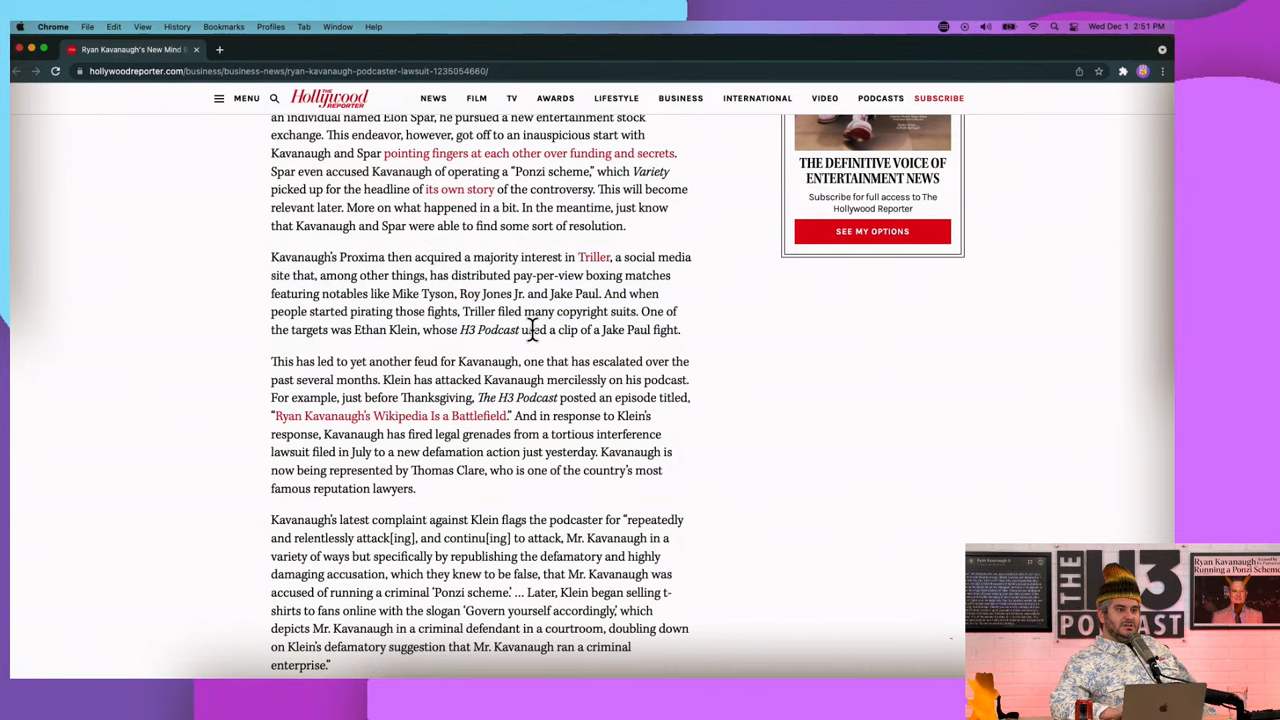 Chrome File Edit View History Bookmarks Profiles Tab Window Help Wed Dec 1 2:51 PM
Ryan Kavanaugh's New Mind B
hollywoodreporter.com/business/business-news/ryan-kavanaugh-podcaster-lawsuit-1235054660/
MENU THE Hollywood REPORTER NEWS FILM TV AWARDS LIFESTYLE BUSINESS INTERNATIONAL VIDEO PODCASTS SUBSCRIBE
an individual named Elon Spar, he pursued a new entertainment stock
exchange. This endeavor, however, got off to an inauspicious start with
Kavanaugh and Spar pointing fingers at each other over funding and secrets.
Spar even accused Kavanaugh of operating a “Ponzi scheme,” which Variety
picked up for the headline of its own story of the controversy. This will become
relevant later. More on what happened in a bit. In the meantime, just know
that Kavanaugh and Spar were able to find some sort of resolution.
Kavanaugh’s Proxima then acquired a majority interest in Triller, a social media
site that, among other things, has distributed pay-per-view boxing matches
featuring notables like Mike Tyson, Roy Jones Jr. and Jake Paul. And when
people started pirating those fights, Triller filed many copyright suits. One of
the targets was Ethan Klein, whose H3 Podcast used a clip of a Jake Paul fight.
This has led to yet another feud for Kavanaugh, one that has escalated over the
past several months. Klein has attacked Kavanaugh mercilessly on his podcast.
For example, just before Thanksgiving, The H3 Podcast posted an episode titled,
“Ryan Kavanaugh’s Wikipedia Is a Battlefield.” And in response to Klein’s
response, Kavanaugh has fired legal grenades from a tortious interference
lawsuit filed in July to a new defamation action just yesterday. Kavanaugh is
now being represented by Thomas Clare, who is one of the country’s most
famous reputation lawyers.
Kavanaugh’s latest complaint against Klein flags the podcaster for “repeatedly
and relentlessly attack[ing], and continu[ing] to attack, Mr. Kavanaugh in a
variety of ways but specifically by republishing the defamatory and highly
damaging accusation, which they knew to be false, that Mr. Kavanaugh was
accused of running a criminal ‘Ponzi scheme.’ … Later, Klein began selling t-
shirts to fans online with the slogan ‘Govern yourself accordingly,’ which
depicts Mr. Kavanaugh in a criminal defendant in courtroom, doubling down
on Klein’s defamatory suggestion that Mr. Kavanaugh ran a criminal
enterprise.”
THE DEFINITIVE VOICE OF
ENTERTAINMENT NEWS
Subscribe for full access to The
Hollywood Reporter
SEE MY OPTIONS
THE H3
PODCAST
Ryan Kavanaugh
Running a Ponzi Scheme